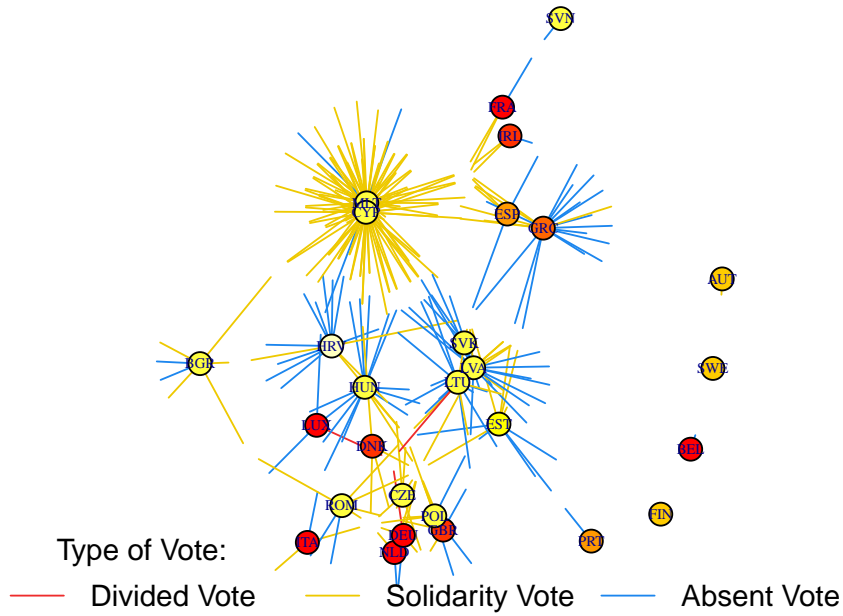 SVN
FRA
IRL
MLT
CYP
ESP
GRC
AUT
HRV
SVK
BGR
LVA
SWE
LTU
HUN
LUX
EST
DNK
BEL
CZE
ROM
POL
FIN
GBR
DEU
ITA
PRT
NLD
Type of Vote:
Divided Vote Solidarity Vote Absent Vote